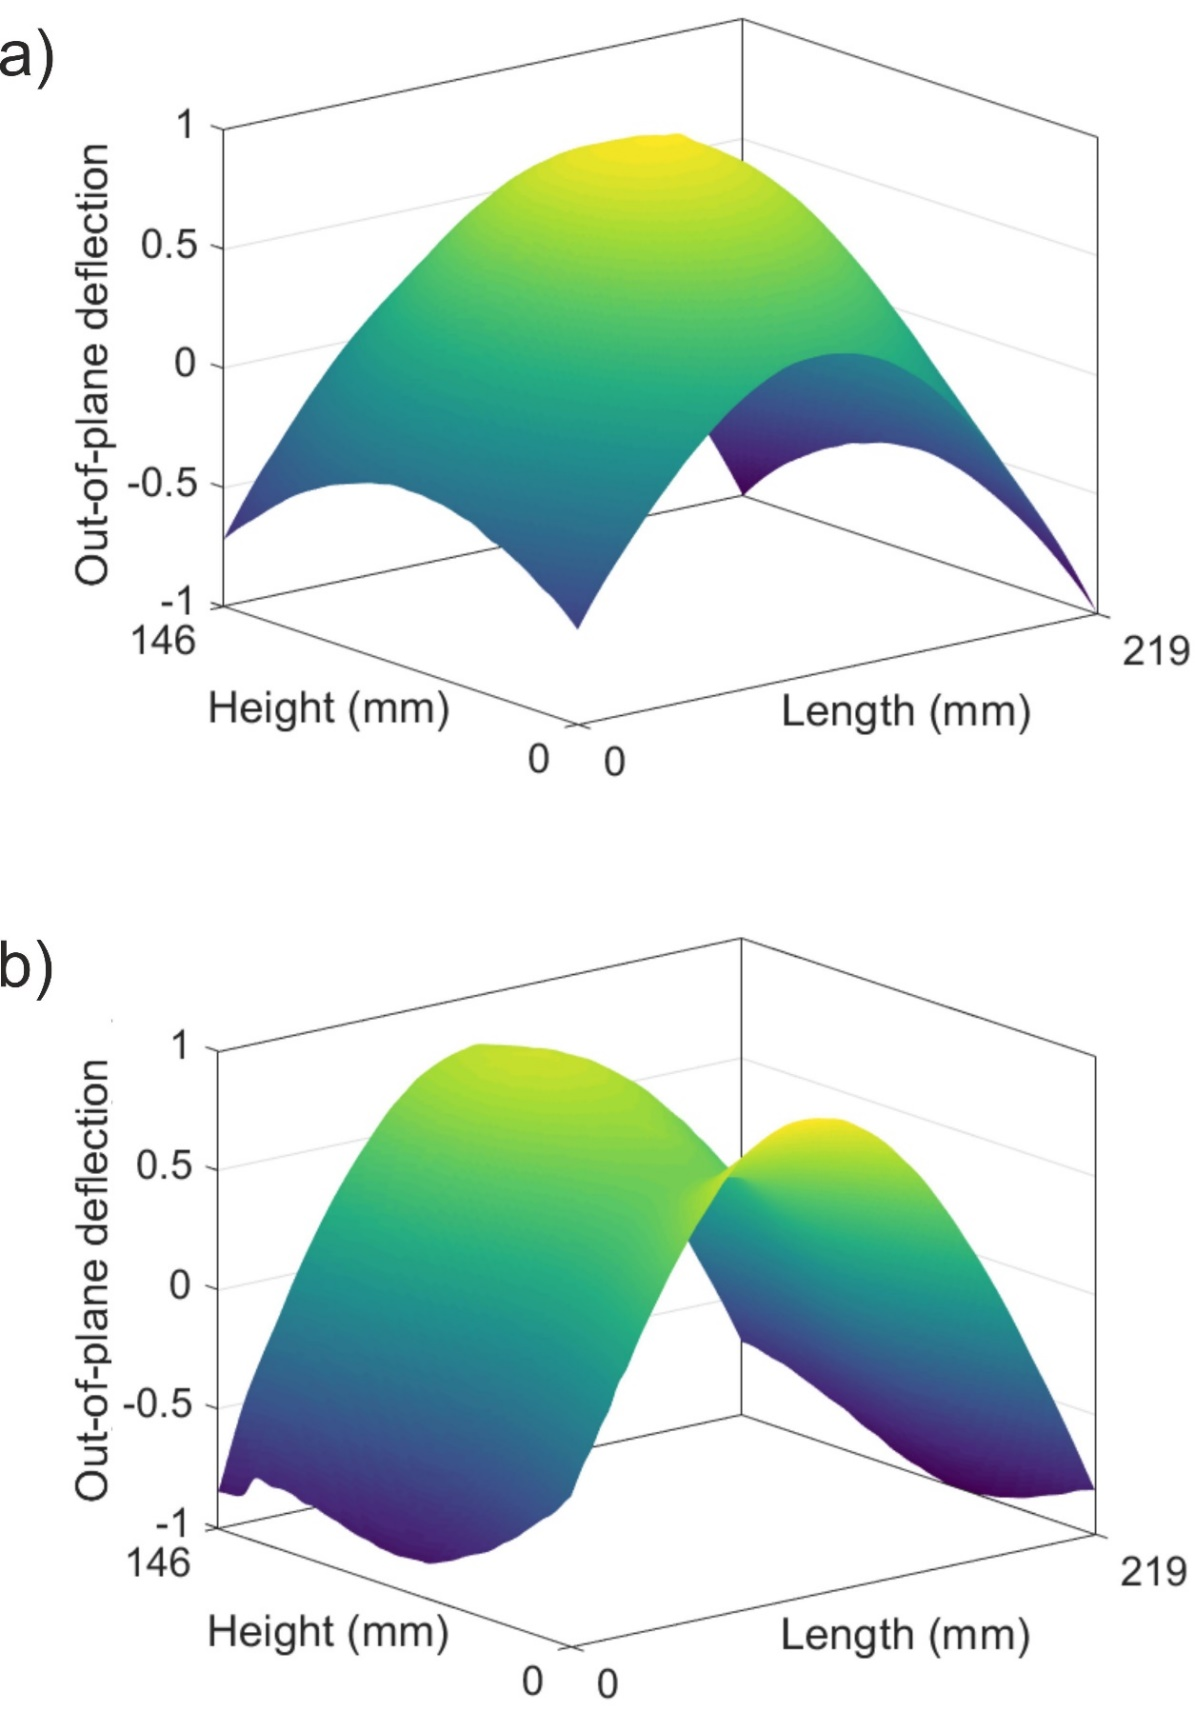 a)
1
0.5
0
-0.5
-1
Out-of-plane deflection
146
Height (mm)
0
0
Length (mm)
219
b)
1
0.5
0
-0.5
-1
Out-of-plane deflection
146
Height (mm)
0
0
Length (mm)
219